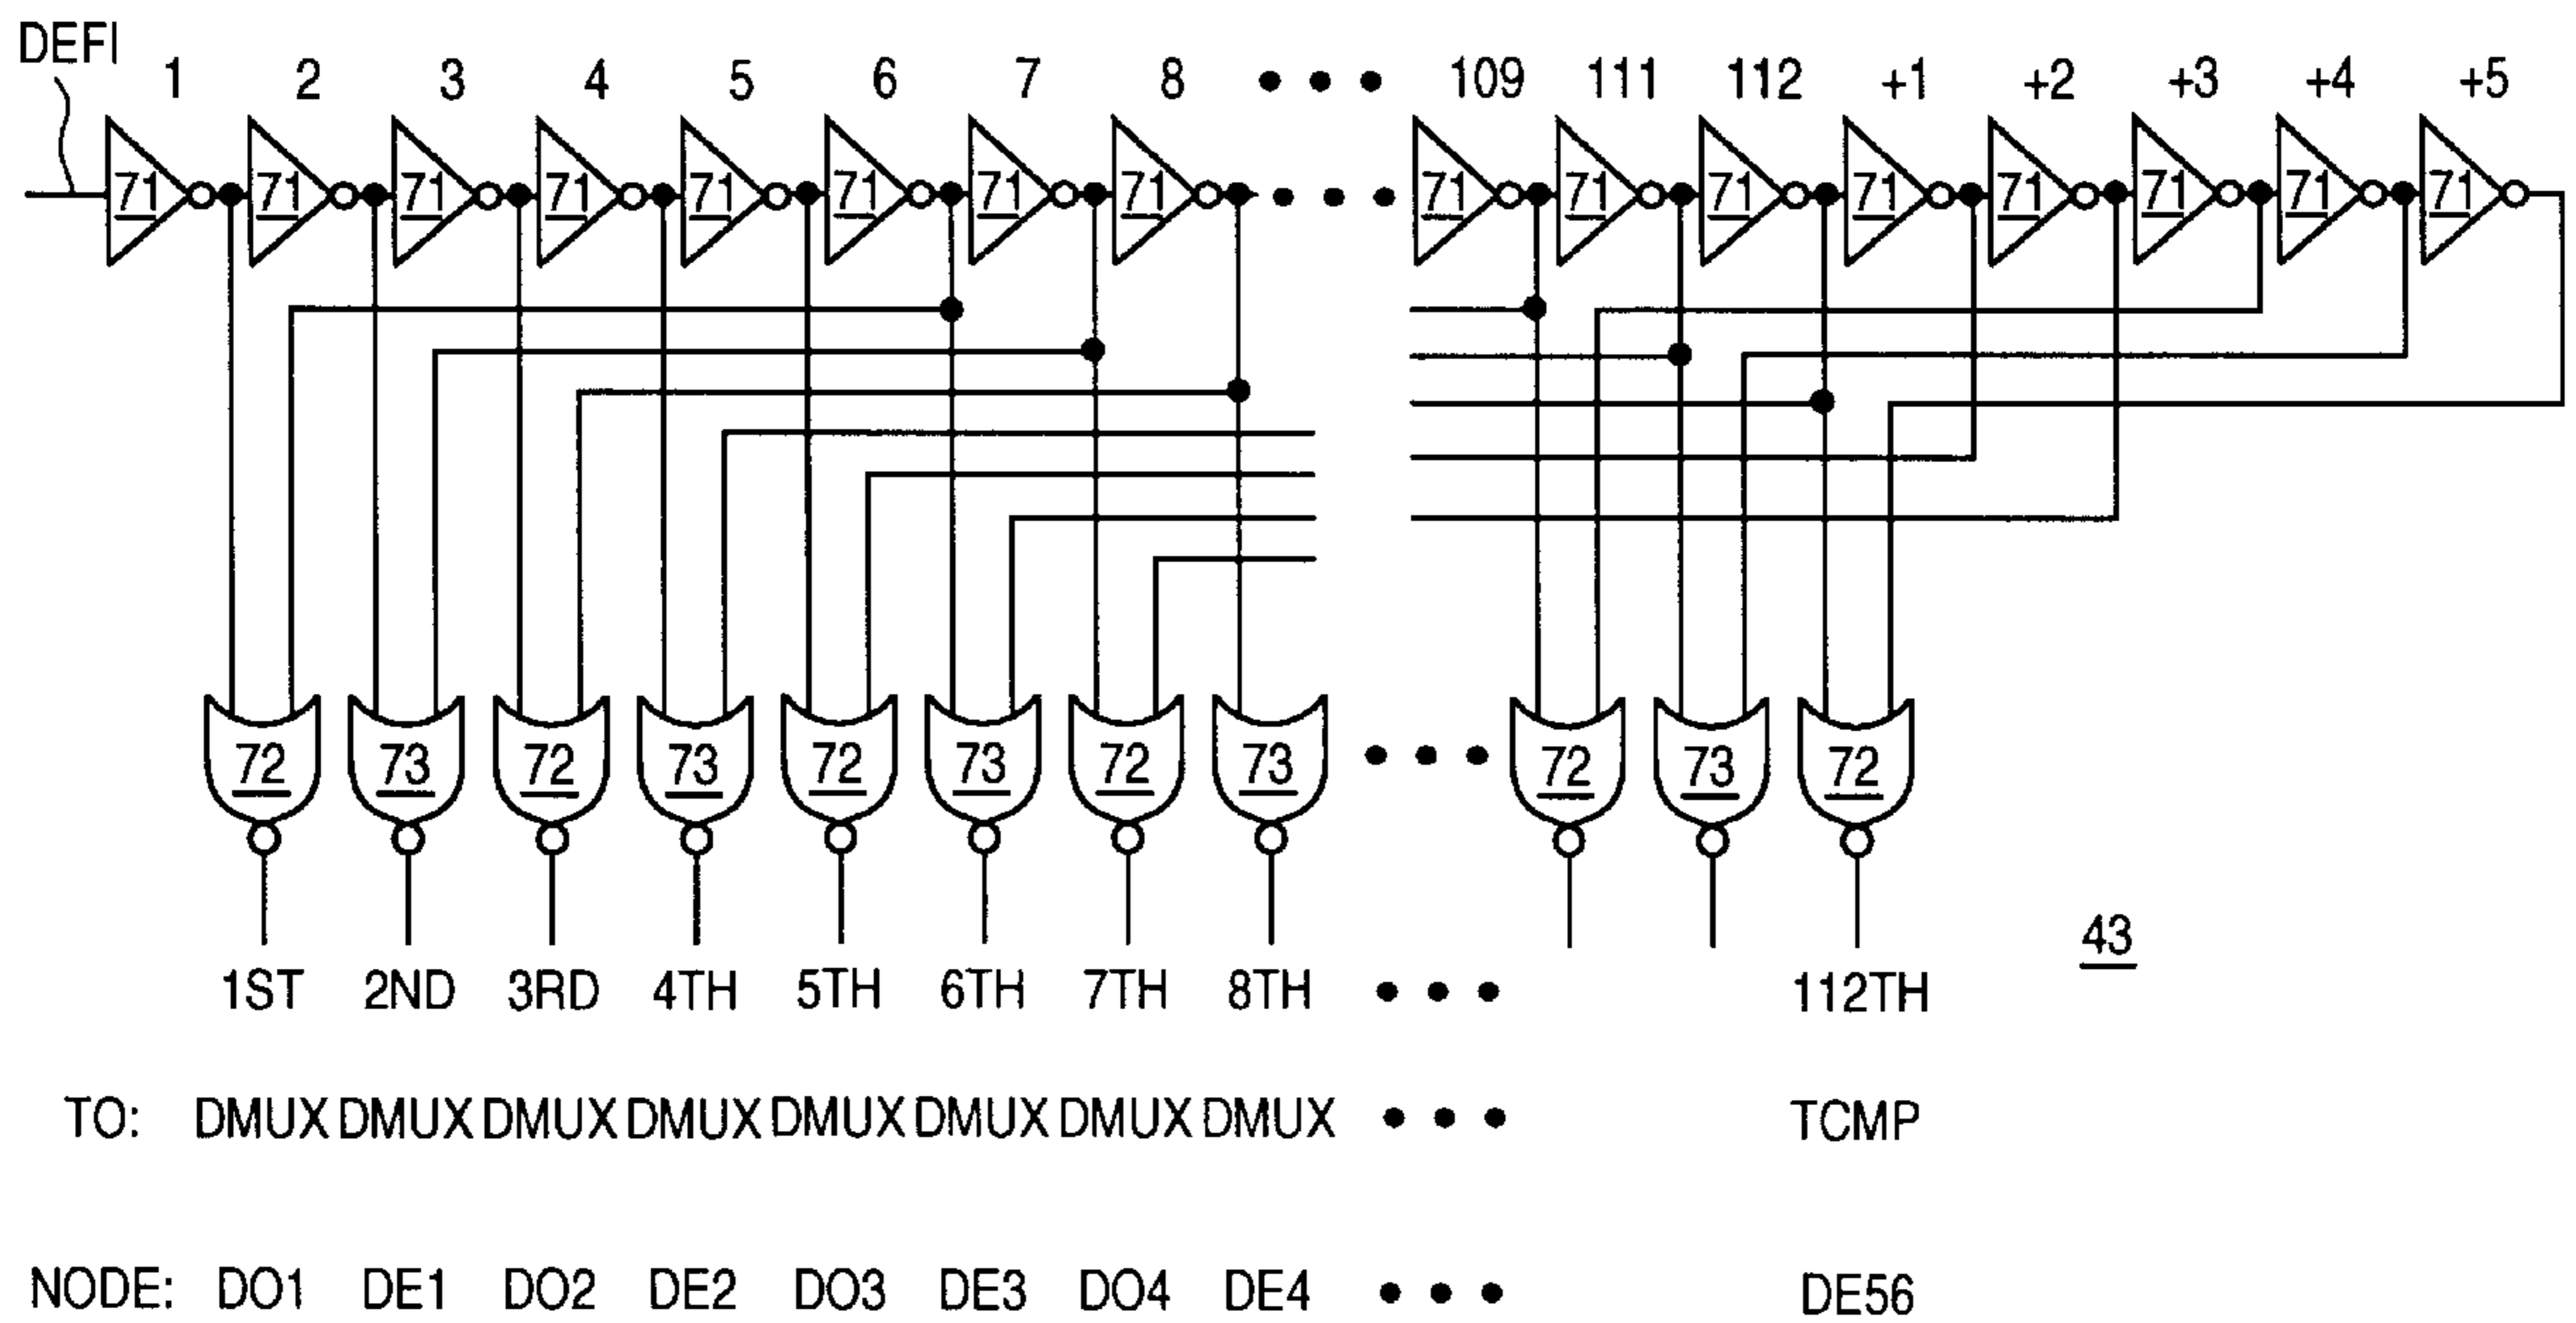 DEFI
1 2 3 4 5 6 7 8 • • • 109 111 112 +1 +2 +3 +4 +5
71 71 71 71 71 71 71 71 • • • 71 71 71 71 71 71 71 71
72 73 72 73 72 73 72 73 • • • 72 73 72
43
1ST 2ND 3RD 4TH 5TH 6TH 7TH 8TH • • • 112TH
TO: DMUX DMUX DMUX DMUX DMUX DMUX DMUX DMUX • • • TCMP
NODE: DO1 DE1 DO2 DE2 DO3 DE3 DO4 DE4 • • • DE56